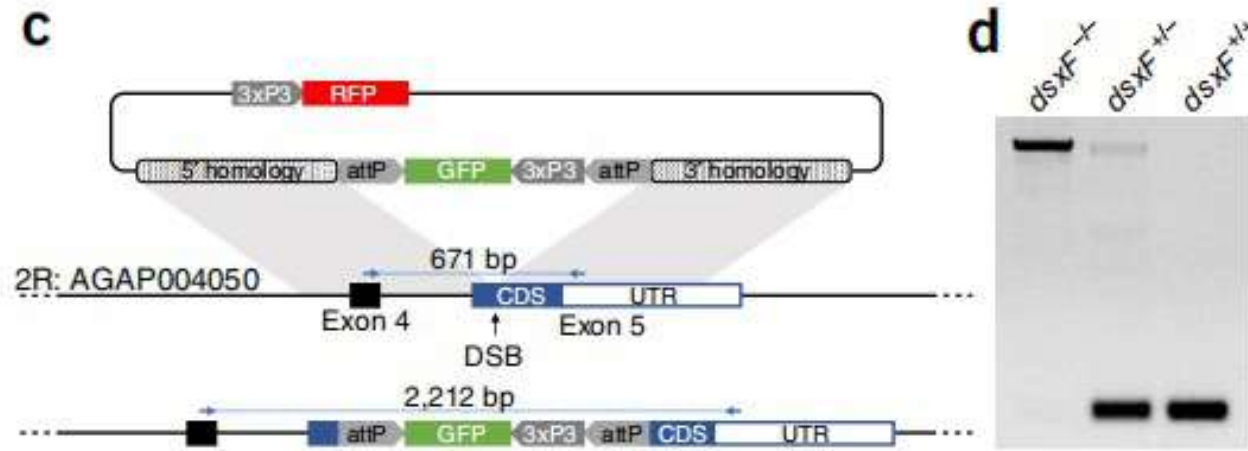 c
d
dsxF−/−
dsxF+/−
dsxF+/+
3xP3 RFP
5′ homology attP GFP 3xP3 attP 3′ homology
671 bp
2R: AGAP004050
CDS UTR
Exon 4 Exon 5
DSB
2,212 bp
attP GFP 3xP3 attP CDS UTR